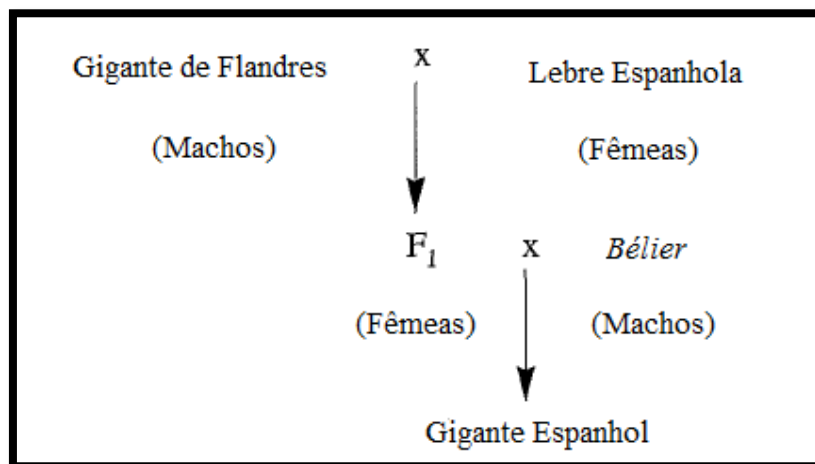 Gigante de Flandres x Lebre Espanhola
(Machos) (Fêmeas)
F1 x Bélier
(Fêmeas) (Machos)
Gigante Espanhol